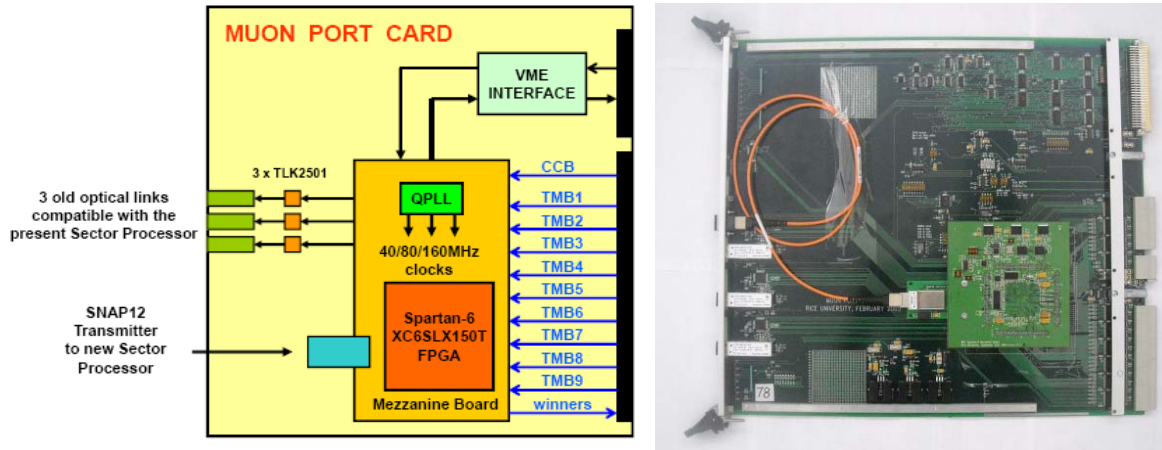 MUON PORT CARD
VME
INTERFACE
3 x TLK2501
3 old optical links
compatible with the
present Sector Processor
QPLL
40/80/160MHz
clocks
CCB
TMB1
TMB2
TMB3
TMB4
TMB5
TMB6
TMB7
TMB8
TMB9
winners
SNAP12
Transmitter
to new Sector
Processor
Spartan-6
XC6SLX150T
FPGA
Mezzanine Board
MUON
RICE UNIVERSITY, FEBRUARY
78